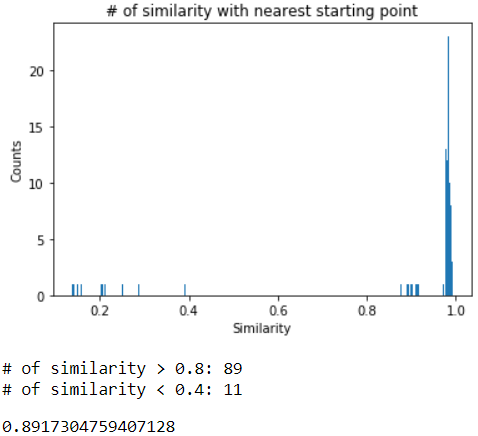 # of similarity with nearest starting point
20
15
10
5
0
Counts
0.2 0.4 0.6 0.8 1.0
Similarity
# of similarity > 0.8: 89
# of similarity < 0.4: 11
0.8917304759407128